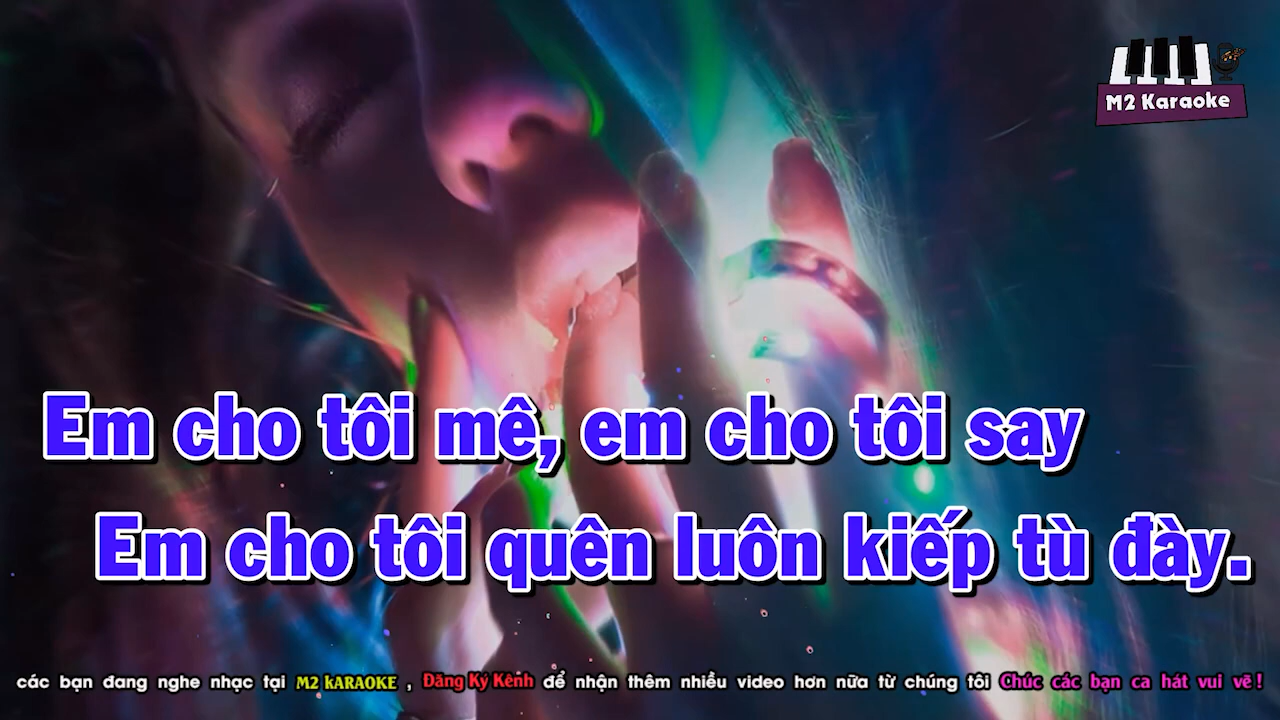 M2 Karaoke
Em cho tôi mê, em cho tôi say
Em cho tôi quên luôn kiếp tù đày.
các bạn đang nghe nhạc tại M2 KARAOKE , Đăng Ký Kênh để nhận thêm nhiều video hơn nữa từ chúng tôi Chúc các bạn ca hát vui vẽ !